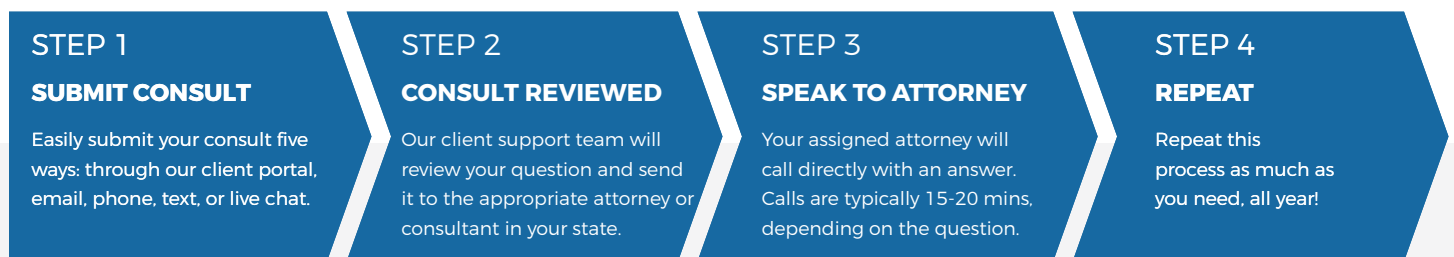 STEP 1
SUBMIT CONSULT
Easily submit your consult five
ways: through our client portal,
email, phone, text, or live chat.
STEP 2
CONSULT REVIEWED
Our client support team will
review your question and send
it to the appropriate attorney or
consultant in your state.
STEP 3
SPEAK TO ATTORNEY
Your assigned attorney will
call directly with an answer.
Calls are typically 15-20 mins,
depending on the question.
STEP 4
REPEAT
Repeat this
process as much as
you need, all year!